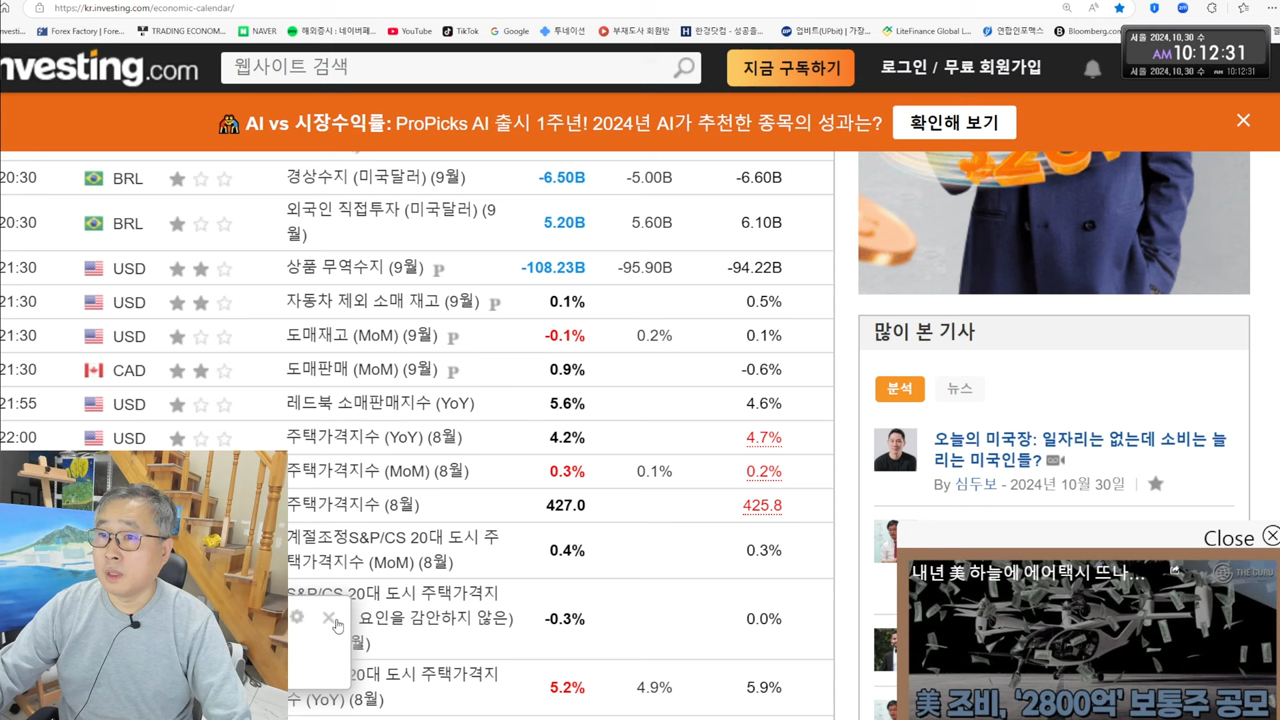 https://kr.investing.com/economic-calendar/
investi...
Forex Factory | Fore...
TRADING ECONOM...
NAVER
해외증시 : 네이버페...
YouTube
TikTok
Google
투네이션
부재도사 회원방
한경닷컴 - 성공을...
업비트(UPbit) | 가장...
LiteFinance Global L...
연합인포맥스
Bloomberg.com
서울 2024,10,30 수
AM 10:12:31
서울 2024,10,30 수 AM 10:12:31
nvesting.com
웹사이트 검색
지금 구독하기
로그인 / 무료 회원가입
AI vs 시장수익률: ProPicks AI 출시 1주년! 2024년 AI가 추천한 종목의 성과는?
확인해 보기
20:30 BRL 경상수지 (미국달러) (9월) -6.50B -5.00B -6.60B
20:30 BRL 외국인 직접투자 (미국달러) (9 5.20B 5.60B 6.10B
월)
21:30 USD 상품 무역수지 (9월) P -108.23B -95.90B -94.22B
21:30 USD 자동차 제외 소매 재고 (9월) P 0.1% 0.5%
21:30 USD 도매재고 (MoM) (9월) P -0.1% 0.2% 0.1%
21:30 CAD 도매판매 (MoM) (9월) P 0.9% -0.6%
21:55 USD 레드북 소매판매지수 (YoY) 5.6% 4.6%
22:00 USD 주택가격지수 (YoY) (8월) 4.2% 4.7%
주택가격지수 (MoM) (8월) 0.3% 0.1% 0.2%
주택가격지수 (8월) 427.0 425.8
계절조정S&P/CS 20대 도시 주
택가격지수 (MoM) (8월) 0.4% 0.3%
S&P/CS 20대 도시 주택가격지
요인을 감안하지 않은) -0.3% 0.0%
월)
20대 도시 주택가격지
수 (YoY) (8월) 5.2% 4.9% 5.9%
많이 본 기사
분석
뉴스
오늘의 미국장: 일자리는 없는데 소비는 늘
리는 미국인들?
By 심두보 - 2024년 10월 30일
Close
내년 美 하늘에 에어택시 뜨나...
THE GURU
美 조비, '2800억' 보통주 공모